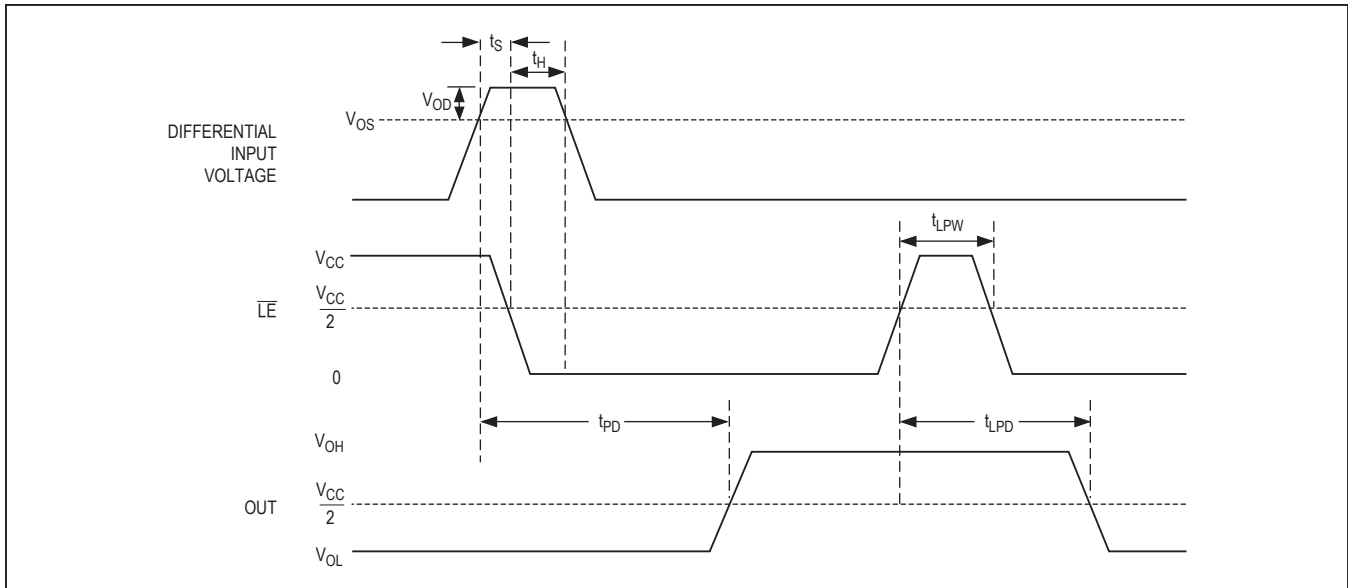 tS
tH
VOD
VOS
DIFFERENTIAL
INPUT
VOLTAGE
tLPW
VCC
VCC
2
LE
0
tPD
tLPD
VOH
VCC
2
OUT
VOL